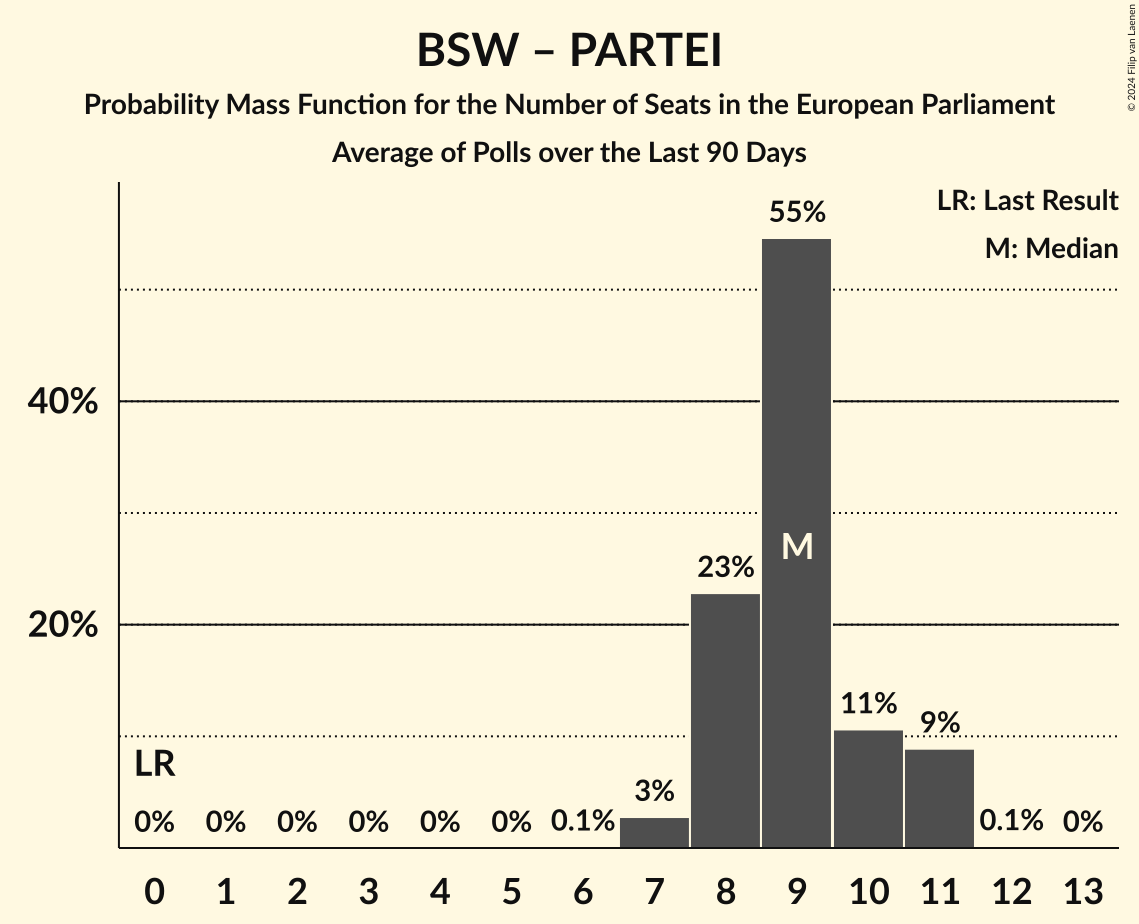 BSW – PARTEI
Probability Mass Function for the Number of Seats in the European Parliament
Average of Polls over the Last 90 Days
© 2024 Filip van Laenen
LR: Last Result
M: Median
55%
40%
M
23%
20%
11%
9%
LR
3%
0% 0% 0% 0% 0% 0% 0.1% 0.1% 0%
0 1 2 3 4 5 6 7 8 9 10 11 12 13